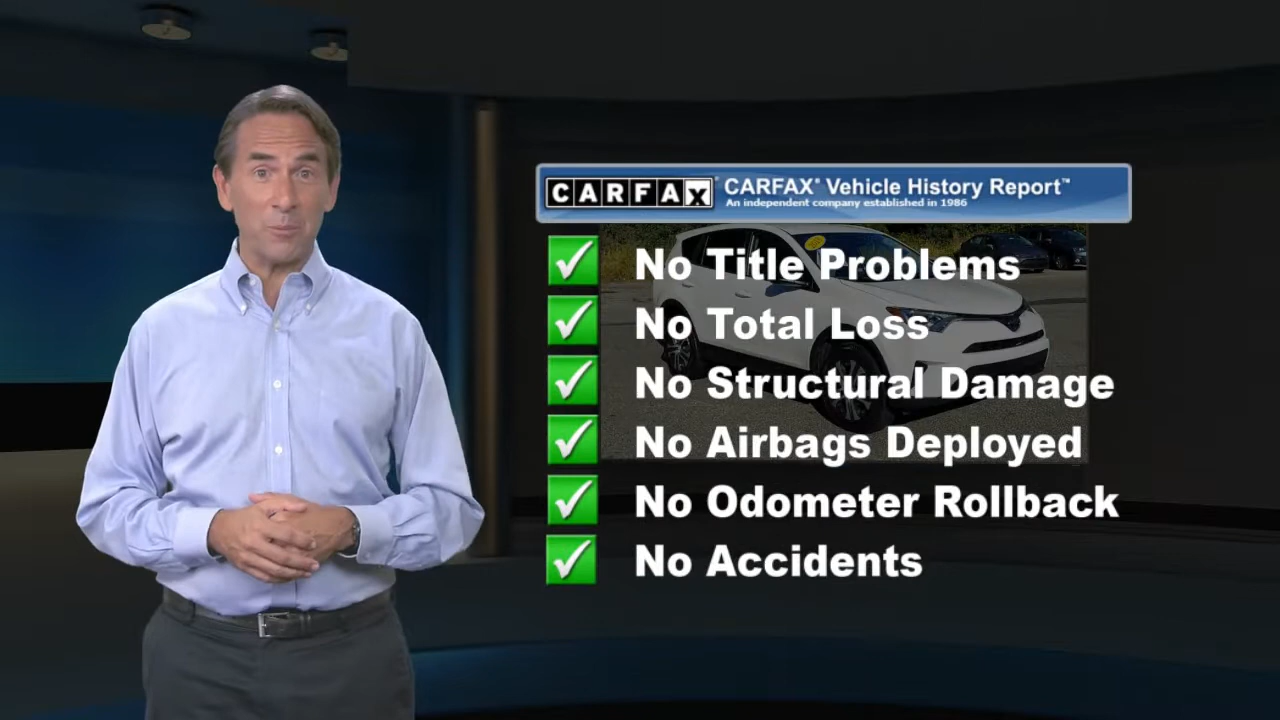 CARFAX
CARFAX® Vehicle History Report™
An independent company established in 1986
No Title Problems
No Total Loss
No Structural Damage
No Airbags Deployed
No Odometer Rollback
No Accidents